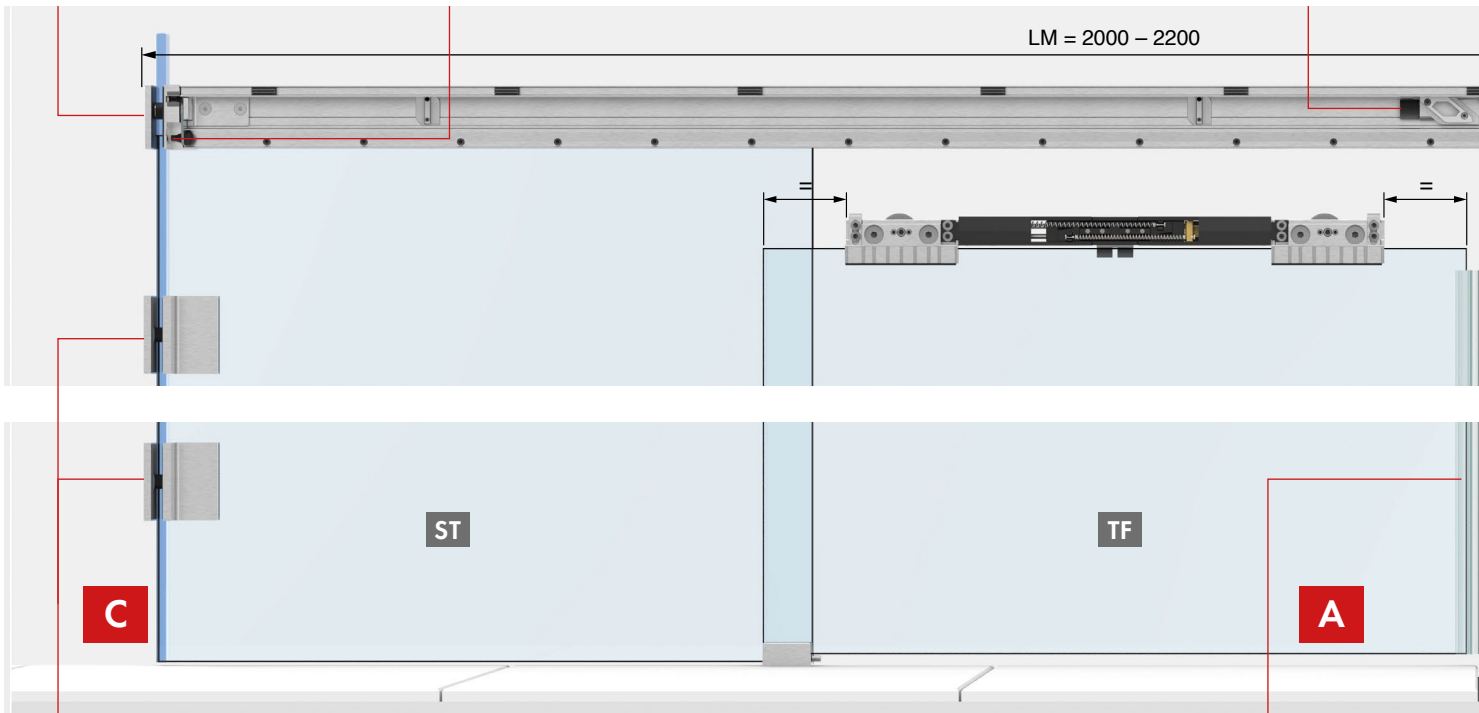 LM = 2000 – 2200
= =
ST TF
C A